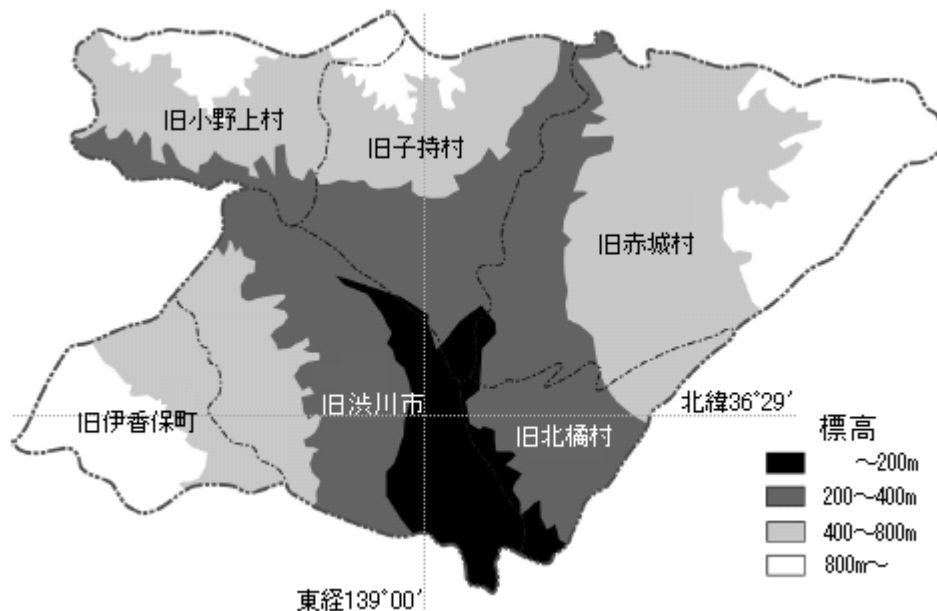 旧小野上村
旧子持村
旧赤城村
旧伊香保町
旧渋川市
旧北橘村
北緯36°29′
標高
～200m
200～400m
400～800m
800m～
東経139°00′